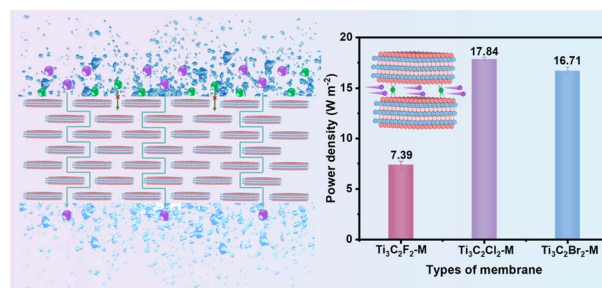 20
15
10
5
0
Power density (W m⁻²)
7.39
17.84
16.71
Ti₃C₂F₂-M
Ti₃C₂Cl₂-M
Ti₃C₂Br₂-M
Types of membrane